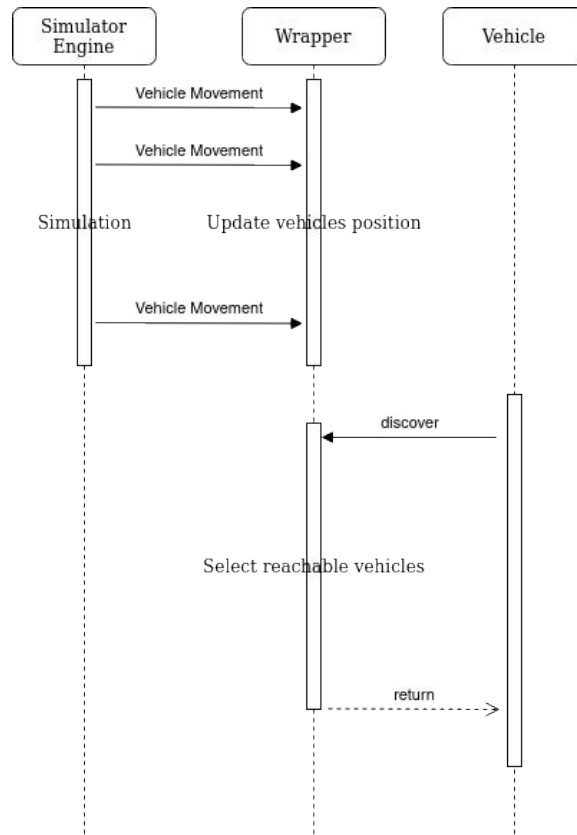 Simulator
Engine
Wrapper
Vehicle
Vehicle Movement
Vehicle Movement
Simulation
Update vehicles position
Vehicle Movement
discover
Select reachable vehicles
return